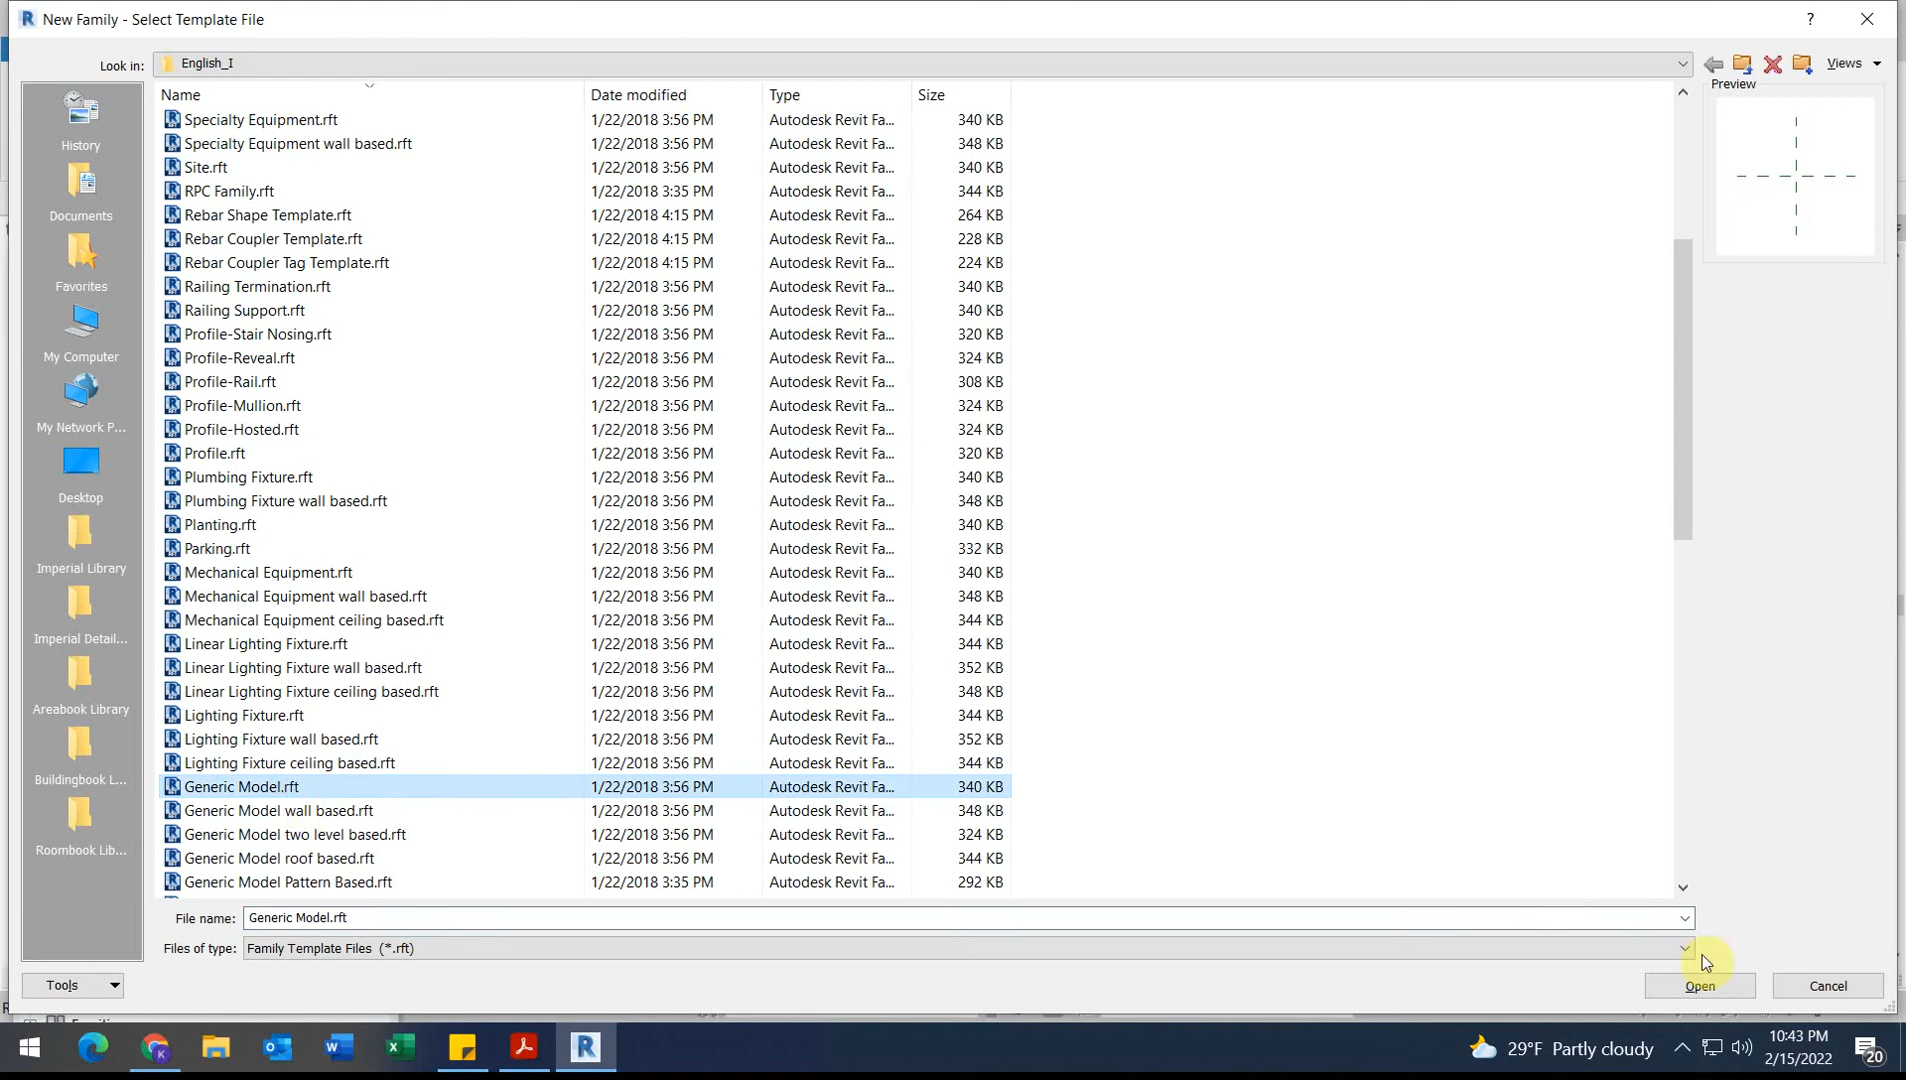 New Family - Select Template File
Look in: English_I
Views
Preview
Name Date modified Type Size
Specialty Equipment.rft 1/22/2018 3:56 PM Autodesk Revit Fa... 340 KB
Specialty Equipment wall based.rft 1/22/2018 3:56 PM Autodesk Revit Fa... 348 KB
Site.rft 1/22/2018 3:56 PM Autodesk Revit Fa... 340 KB
RPC Family.rft 1/22/2018 3:35 PM Autodesk Revit Fa... 344 KB
Rebar Shape Template.rft 1/22/2018 4:15 PM Autodesk Revit Fa... 264 KB
Rebar Coupler Template.rft 1/22/2018 4:15 PM Autodesk Revit Fa... 228 KB
Rebar Coupler Tag Template.rft 1/22/2018 4:15 PM Autodesk Revit Fa... 224 KB
Railing Termination.rft 1/22/2018 3:56 PM Autodesk Revit Fa... 340 KB
Railing Support.rft 1/22/2018 3:56 PM Autodesk Revit Fa... 340 KB
Profile-Stair Nosing.rft 1/22/2018 3:56 PM Autodesk Revit Fa... 320 KB
Profile-Reveal.rft 1/22/2018 3:56 PM Autodesk Revit Fa... 324 KB
Profile-Rail.rft 1/22/2018 3:56 PM Autodesk Revit Fa... 308 KB
Profile-Mullion.rft 1/22/2018 3:56 PM Autodesk Revit Fa... 324 KB
Profile-Hosted.rft 1/22/2018 3:56 PM Autodesk Revit Fa... 324 KB
Profile.rft 1/22/2018 3:56 PM Autodesk Revit Fa... 320 KB
Plumbing Fixture.rft 1/22/2018 3:56 PM Autodesk Revit Fa... 340 KB
Plumbing Fixture wall based.rft 1/22/2018 3:56 PM Autodesk Revit Fa... 348 KB
Planting.rft 1/22/2018 3:56 PM Autodesk Revit Fa... 340 KB
Parking.rft 1/22/2018 3:56 PM Autodesk Revit Fa... 332 KB
Mechanical Equipment.rft 1/22/2018 3:56 PM Autodesk Revit Fa... 340 KB
Mechanical Equipment wall based.rft 1/22/2018 3:56 PM Autodesk Revit Fa... 348 KB
Mechanical Equipment ceiling based.rft 1/22/2018 3:56 PM Autodesk Revit Fa... 344 KB
Linear Lighting Fixture.rft 1/22/2018 3:56 PM Autodesk Revit Fa... 344 KB
Linear Lighting Fixture wall based.rft 1/22/2018 3:56 PM Autodesk Revit Fa... 352 KB
Linear Lighting Fixture ceiling based.rft 1/22/2018 3:56 PM Autodesk Revit Fa... 348 KB
Lighting Fixture.rft 1/22/2018 3:56 PM Autodesk Revit Fa... 344 KB
Lighting Fixture wall based.rft 1/22/2018 3:56 PM Autodesk Revit Fa... 352 KB
Lighting Fixture ceiling based.rft 1/22/2018 3:56 PM Autodesk Revit Fa... 344 KB
Generic Model.rft 1/22/2018 3:56 PM Autodesk Revit Fa... 340 KB
Generic Model wall based.rft 1/22/2018 3:56 PM Autodesk Revit Fa... 348 KB
Generic Model two level based.rft 1/22/2018 3:56 PM Autodesk Revit Fa... 324 KB
Generic Model roof based.rft 1/22/2018 3:56 PM Autodesk Revit Fa... 344 KB
Generic Model Pattern Based.rft 1/22/2018 3:35 PM Autodesk Revit Fa... 292 KB
History
Documents
Favorites
My Computer
My Network P...
Desktop
Imperial Library
Imperial Detail...
Areabook Library
Buildingbook L...
Roombook Lib...
File name: Generic Model.rft
Files of type: Family Template Files (*.rft)
Tools
Open
Cancel
29°F Partly cloudy
10:43 PM
2/15/2022
20